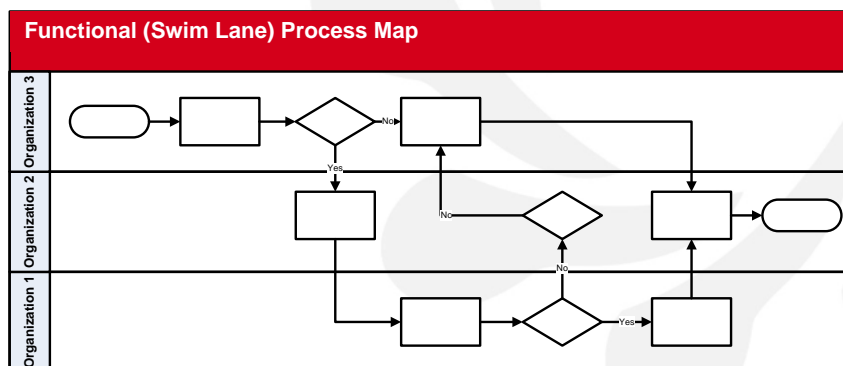 Functional (Swim Lane) Process Map
Organization 3
No
Yes
Organization 2
No
No
Organization 1
Yes